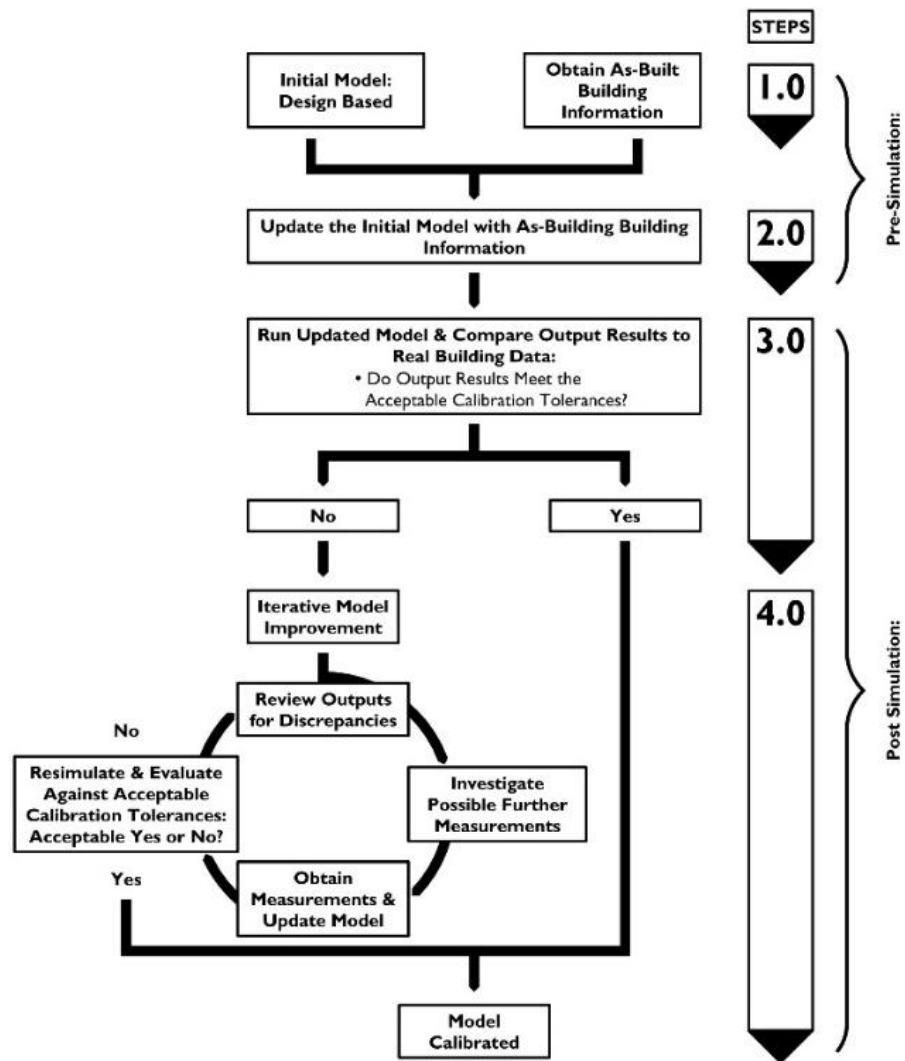 STEPS
Initial Model:
Design Based
Obtain As-Built
Building
Information
1.0
Pre-Simulation:
Update the Initial Model with As-Building Building
Information
2.0
Run Updated Model & Compare Output Results to
Real Building Data:
• Do Output Results Meet the
Acceptable Calibration Tolerances?
3.0
No
Yes
Iterative Model
Improvement
4.0
Post Simulation:
Review Outputs
for Discrepancies
No
Resimulate & Evaluate
Against Acceptable
Calibration Tolerances:
Acceptable Yes or No?
Investigate
Possible Further
Measurements
Yes
Obtain
Measurements &
Update Model
Model
Calibrated